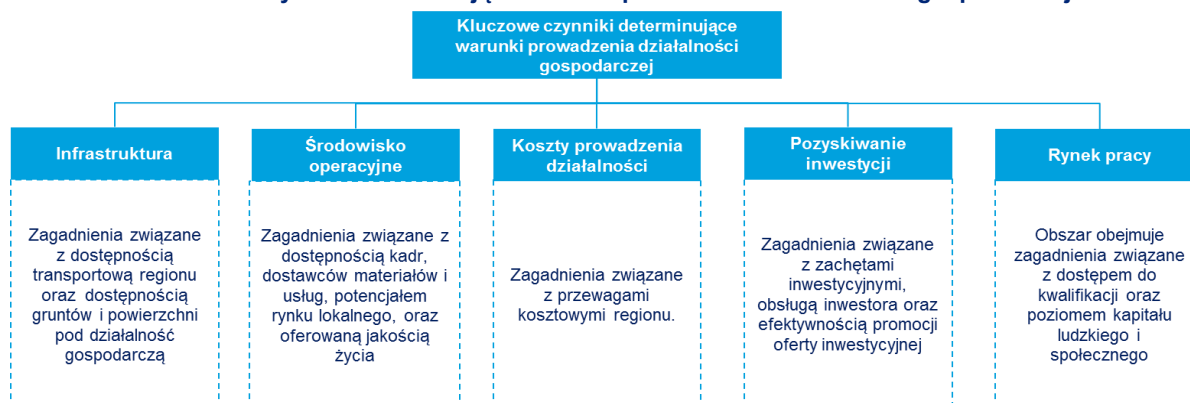 Kluczowe czynniki determinujące
warunki prowadzenia działalności
gospodarczej
Infrastruktura
Zagadnienia związane
z dostępnością
transportową regionu
oraz dostępnością
gruntów i powierzchni
pod działalność
gospodarczą
Środowisko
operacyjne
Zagadnienia związane z
dostępnością kadr,
dostawców materiałów i
usług, potencjałem
rynku lokalnego, oraz
oferowaną jakością
życia
Koszty prowadzenia
działalności
Zagadnienia związane
z przewagami
kosztowymi regionu.
Pozyskiwanie
inwestycji
Zagadnienia związane
z zachętami
inwestycyjnymi,
obsługą inwestora oraz
efektywnością promocji
oferty inwestycyjnej
Rynek pracy
Obszar obejmuje
zagadnienia związane
z dostępem do
kwalifikacji oraz
poziomem kapitału
ludzkiego i
społecznego